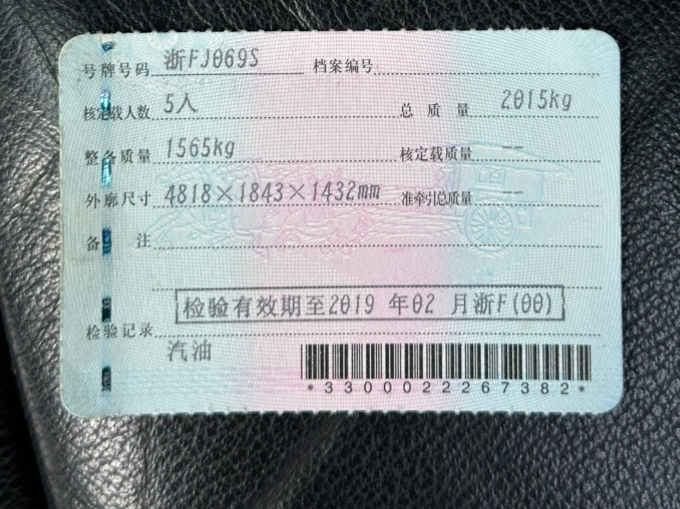 号牌号码 浙FJ069S 档案编号
核定载人数 5人 总质量 2015kg
整备质量 1565kg 核定载质量 --
外廓尺寸 4818×1843×1432mm 准牵引总质量 --
备注
检验有效期至2019 年02 月浙F(00)
检验记录
汽油
*3300022267382*